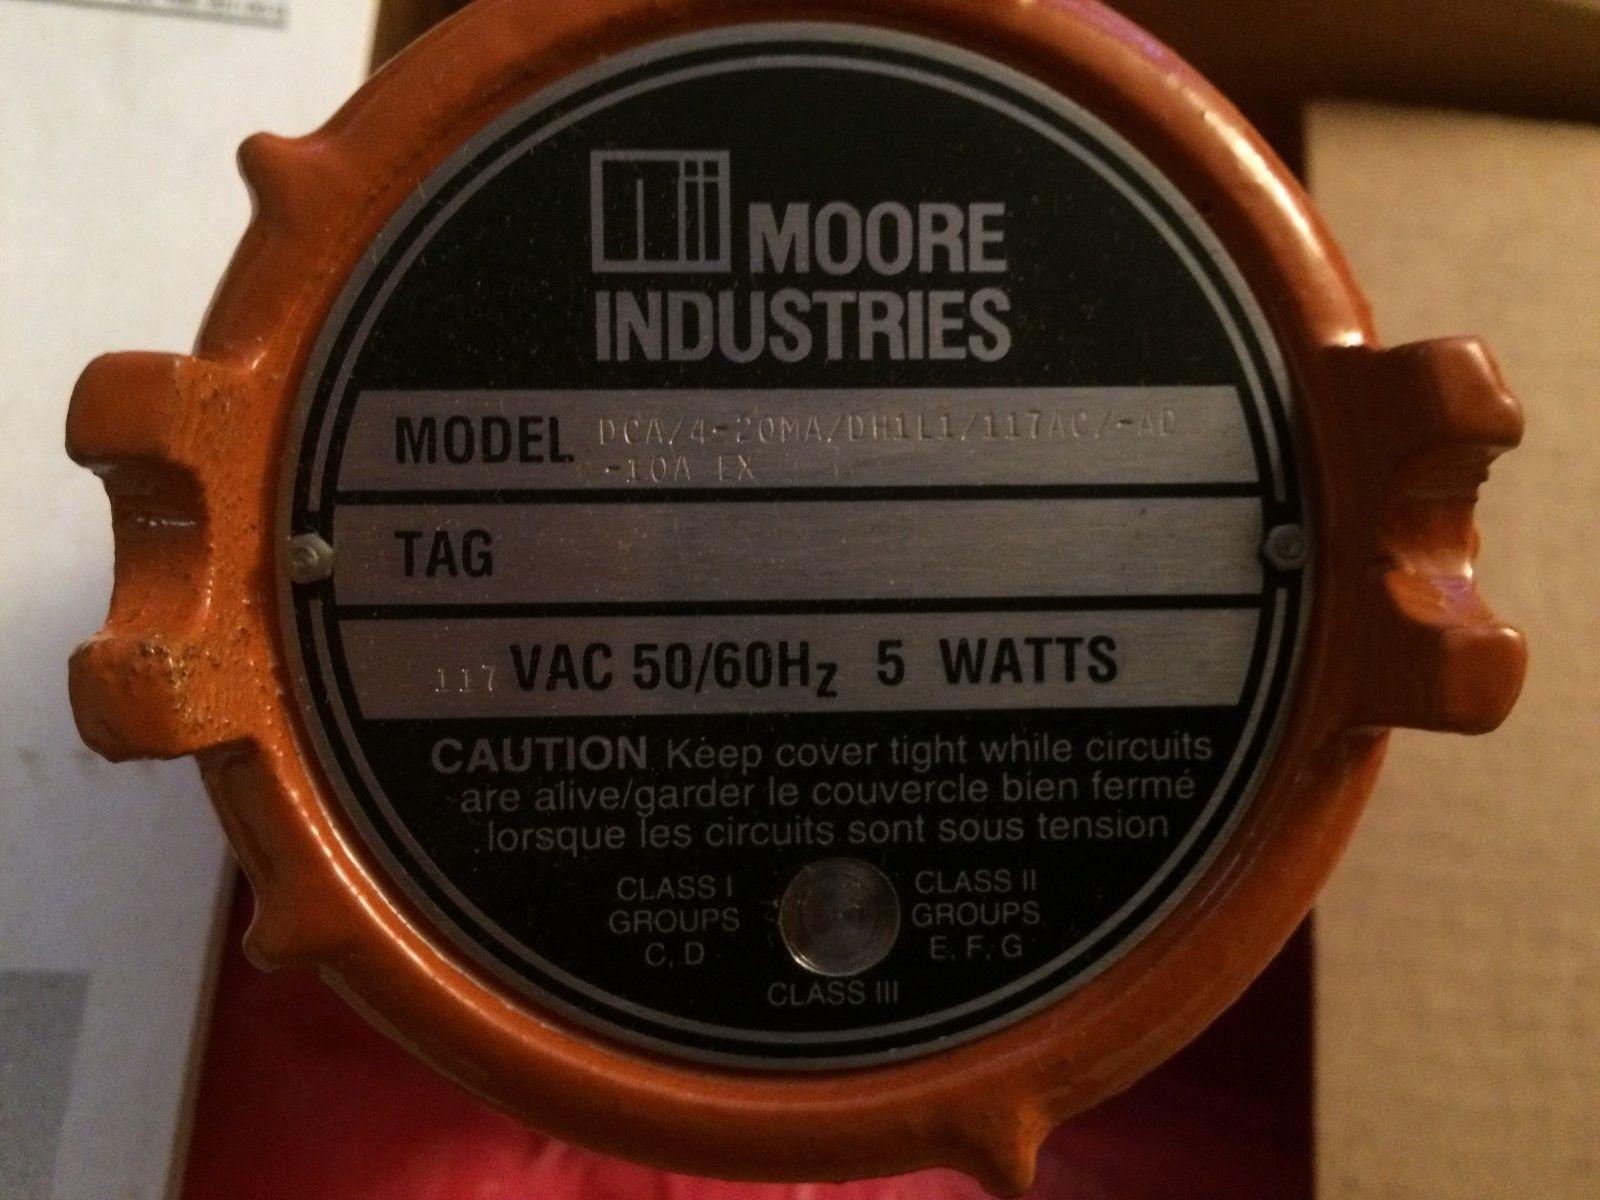 MOORE
INDUSTRIES
MODEL DCA/4-20MA/DH1L1/117AC/-AD
-10A EX
TAG
117 VAC 50/60Hz 5 WATTS
CAUTION Keep cover tight while circuits
are alive/garder le couvercle bien fermé
lorsque les circuits sont sous tension
CLASS I
GROUPS
C, D
CLASS II
GROUPS
E, F, G
CLASS III